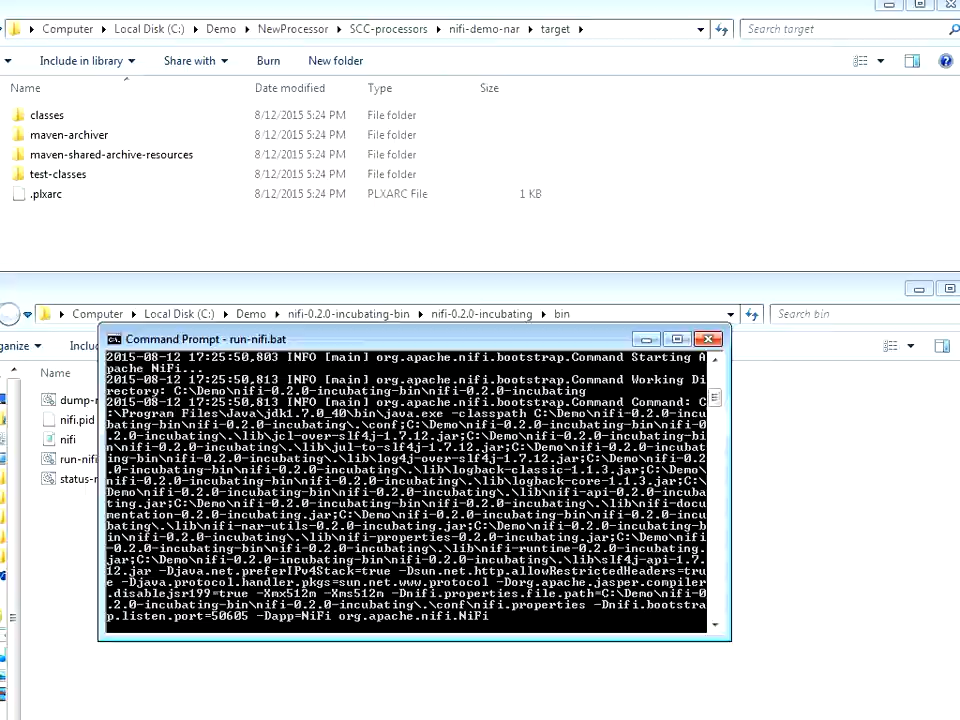 Computer Local Disk (C:) Demo NewProcessor SCC-processors nifi-demo-nar target Search target
Include in library Share with Burn New folder
Name Date modified Type Size
classes 8/12/2015 5:24 PM File folder
maven-archiver 8/12/2015 5:24 PM File folder
maven-shared-archive-resources 8/12/2015 5:24 PM File folder
test-classes 8/12/2015 5:24 PM File folder
.plxarc 8/12/2015 5:24 PM PLXARC File 1 KB
Computer Local Disk (C:) Demo nifi-0.2.0-incubating-bin nifi-0.2.0-incubating bin Search bin
ganize Inclu
Name
dump-n
nifi.pid
nifi
run-nifi
status-n
Command Prompt - run-nifi.bat
2015-08-12 17:25:50,803 INFO [main] org.apache.nifi.bootstrap.Command Starting A
pache NiFi...
2015-08-12 17:25:50,813 INFO [main] org.apache.nifi.bootstrap.Command Working Di
rectory: C:\Demo\nifi-0.2.0-incubating-bin\nifi-0.2.0-incubating
2015-08-12 17:25:50,813 INFO [main] org.apache.nifi.bootstrap.Command Command: C
:\Program Files\Java\jdk1.7.0_40\bin\java.exe -classpath C:\Demo\nifi-0.2.0-incu
bating-bin\nifi-0.2.0-incubating\.\conf;C:\Demo\nifi-0.2.0-incubating-bin\nifi-0
.2.0-incubating\.\lib\jcl-over-slf4j-1.7.12.jar;C:\Demo\nifi-0.2.0-incubating-bi
n\nifi-0.2.0-incubating\.\lib\jul-to-slf4j-1.7.12.jar;C:\Demo\nifi-0.2.0-incubat
ing-bin\nifi-0.2.0-incubating\.\lib\log4j-over-slf4j-1.7.12.jar;C:\Demo\nifi-0.2
.0-incubating-bin\nifi-0.2.0-incubating\.\lib\logback-classic-1.1.3.jar;C:\Demo\
nifi-0.2.0-incubating-bin\nifi-0.2.0-incubating\.\lib\logback-core-1.1.3.jar;C:\
Demo\nifi-0.2.0-incubating-bin\nifi-0.2.0-incubating\.\lib\nifi-api-0.2.0-incuba
ting.jar;C:\Demo\nifi-0.2.0-incubating-bin\nifi-0.2.0-incubating\.\lib\nifi-docu
mentation-0.2.0-incubating.jar;C:\Demo\nifi-0.2.0-incubating-bin\nifi-0.2.0-incu
bating\.\lib\nifi-nar-utils-0.2.0-incubating.jar;C:\Demo\nifi-0.2.0-incubating-b
in\nifi-0.2.0-incubating\.\lib\nifi-properties-0.2.0-incubating.jar;C:\Demo\nifi
-0.2.0-incubating-bin\nifi-0.2.0-incubating\.\lib\nifi-runtime-0.2.0-incubating.
jar;C:\Demo\nifi-0.2.0-incubating-bin\nifi-0.2.0-incubating\.\lib\slf4j-api-1.7.
12.jar -Djava.net.preferIPv4Stack=true -Dsun.net.http.allowRestrictedHeaders=tru
e -Djava.protocol.handler.pkgs=sun.net.www.protocol -Dorg.apache.jasper.compiler
.disablejsr199=true -Xmx512m -Xms512m -Dnifi.properties.file.path=C:\Demo\nifi-0
.2.0-incubating-bin\nifi-0.2.0-incubating\.\conf\nifi.properties -Dnifi.bootstra
p.listen.port=50605 -Dapp=NiFi org.apache.nifi.NiFi